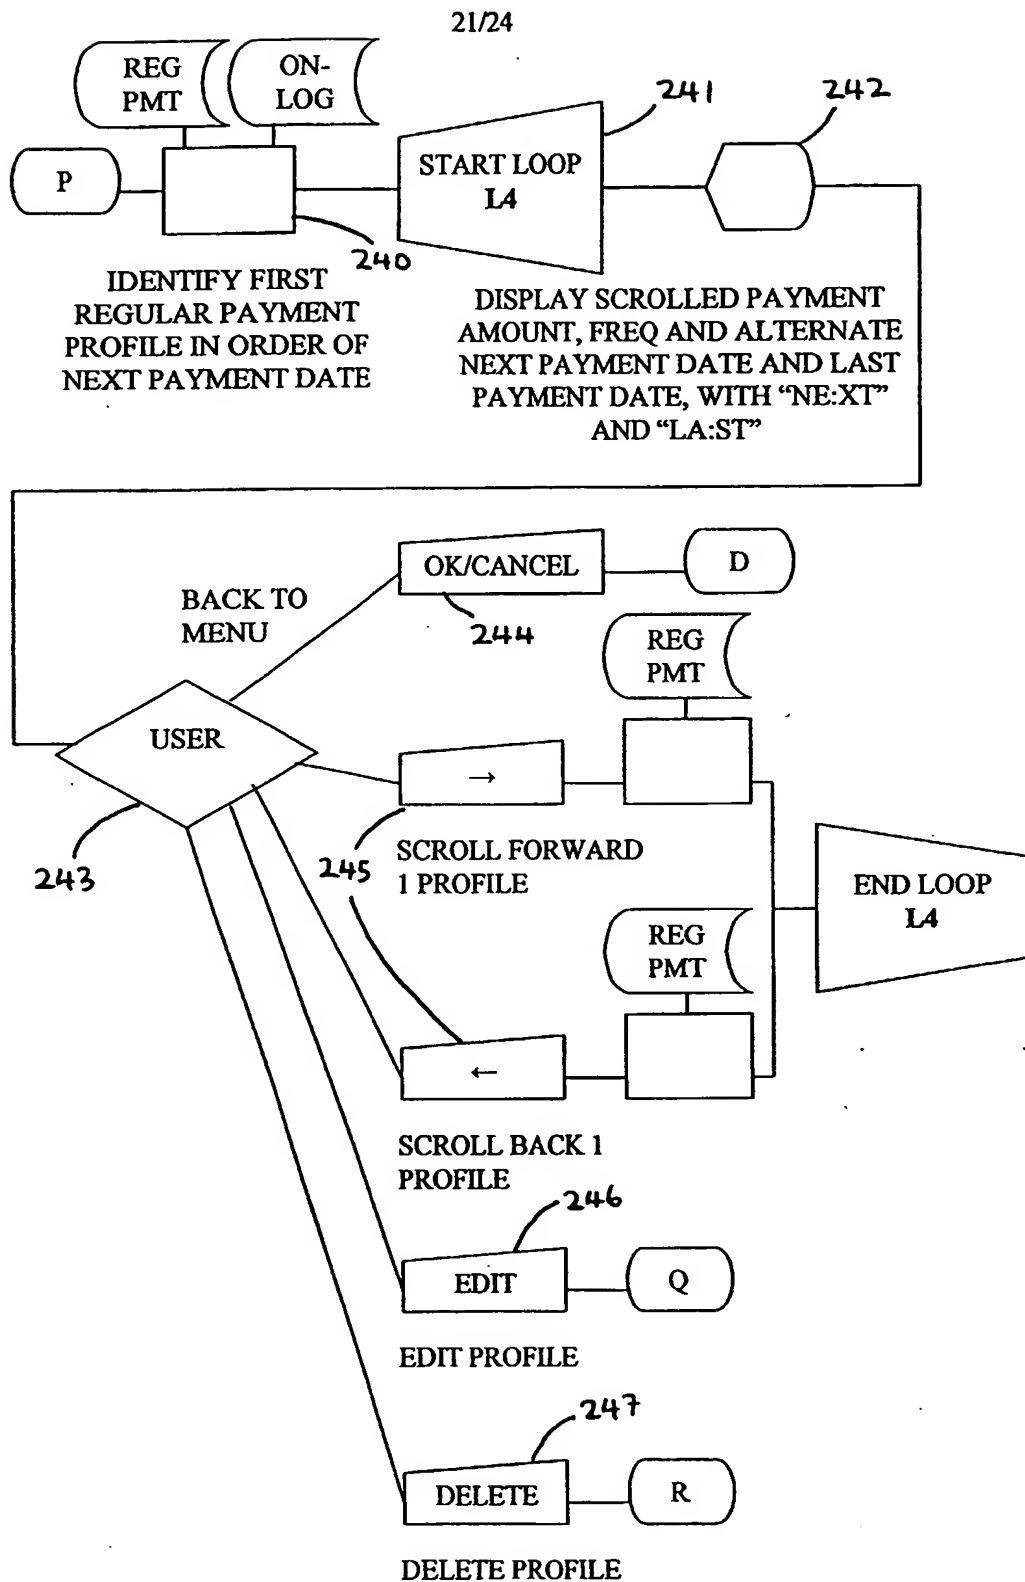 21/24
REG
PMT
ON-
LOG
241
242
P
START LOOP
L4
240
IDENTIFY FIRST
REGULAR PAYMENT
PROFILE IN ORDER OF
NEXT PAYMENT DATE
DISPLAY SCROLLED PAYMENT
AMOUNT, FREQ AND ALTERNATE
NEXT PAYMENT DATE AND LAST
PAYMENT DATE, WITH “NE:XT”
AND “LA:ST”
OK/CANCEL
D
BACK TO
MENU
244
REG
PMT
USER
→
243
245
SCROLL FORWARD
1 PROFILE
END LOOP
L4
REG
PMT
←
SCROLL BACK 1
PROFILE
246
EDIT
Q
EDIT PROFILE
247
DELETE
R
DELETE PROFILE